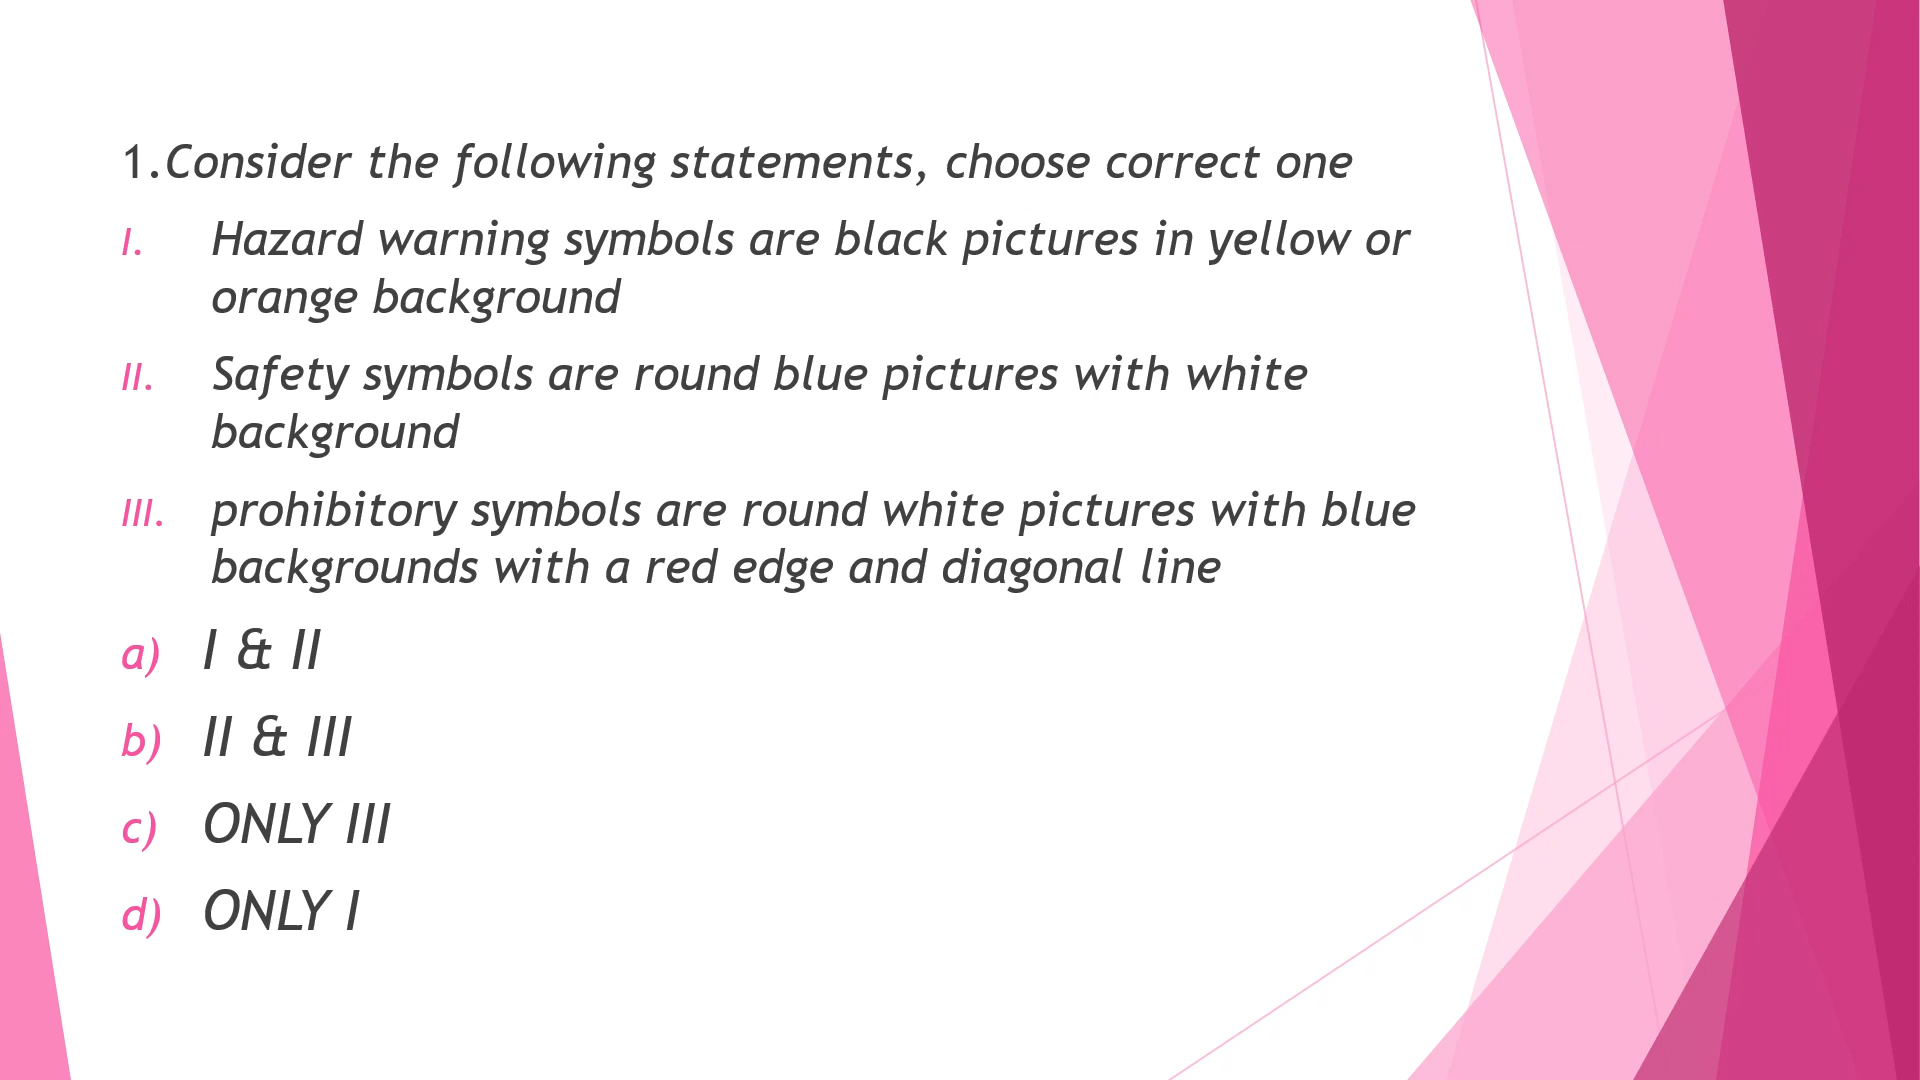 1.Consider the following statements, choose correct one
I. Hazard warning symbols are black pictures in yellow or
orange background
II. Safety symbols are round blue pictures with white
background
III. prohibitory symbols are round white pictures with blue
backgrounds with a red edge and diagonal line
a) I & II
b) II & III
c) ONLY III
d) ONLY I